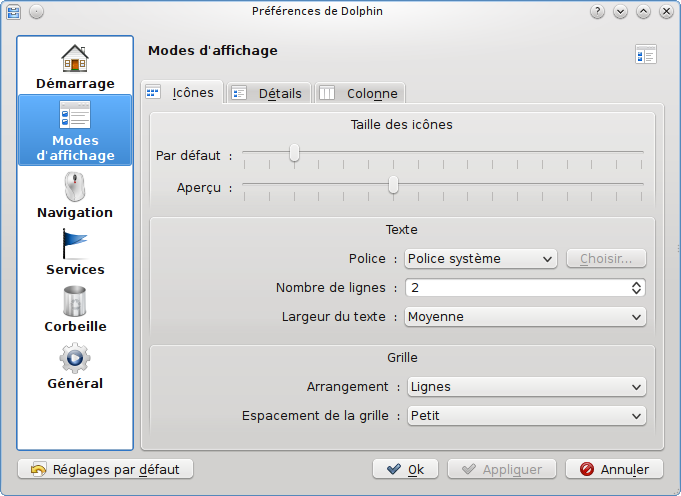 Préférences de Dolphin
Démarrage
Modes
d'affichage
Navigation
Services
Corbeille
Général
Modes d'affichage
Icônes
Détails
Colonne
Taille des icônes
Par défaut :
Aperçu :
Texte
Police : Police système Choisir...
Nombre de lignes : 2
Largeur du texte : Moyenne
Grille
Arrangement : Lignes
Espacement de la grille : Petit
Réglages par défaut
Ok
Appliquer
Annuler